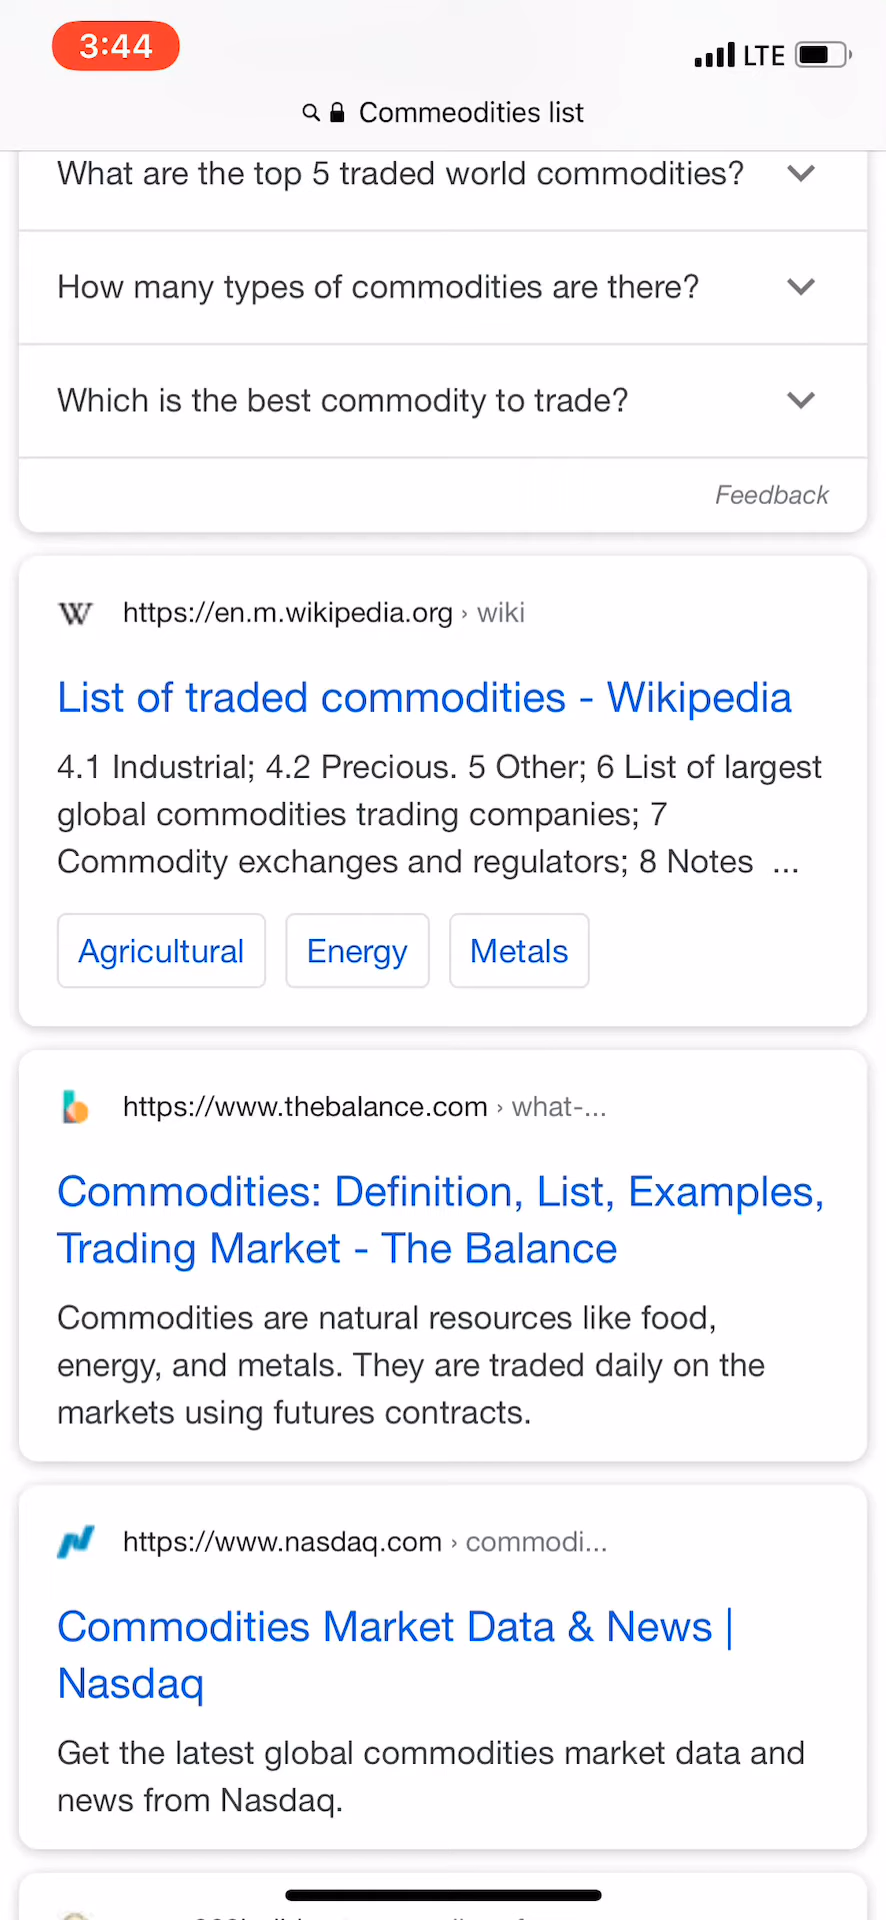 3:44
LTE
Commeodities list
What are the top 5 traded world commodities?
How many types of commodities are there?
Which is the best commodity to trade?
Feedback
W https://en.m.wikipedia.org › wiki
List of traded commodities - Wikipedia
4.1 Industrial; 4.2 Precious. 5 Other; 6 List of largest
global commodities trading companies; 7
Commodity exchanges and regulators; 8 Notes ...
Agricultural Energy Metals
https://www.thebalance.com › what-...
Commodities: Definition, List, Examples,
Trading Market - The Balance
Commodities are natural resources like food,
energy, and metals. They are traded daily on the
markets using futures contracts.
https://www.nasdaq.com › commodi...
Commodities Market Data & News |
Nasdaq
Get the latest global commodities market data and
news from Nasdaq.